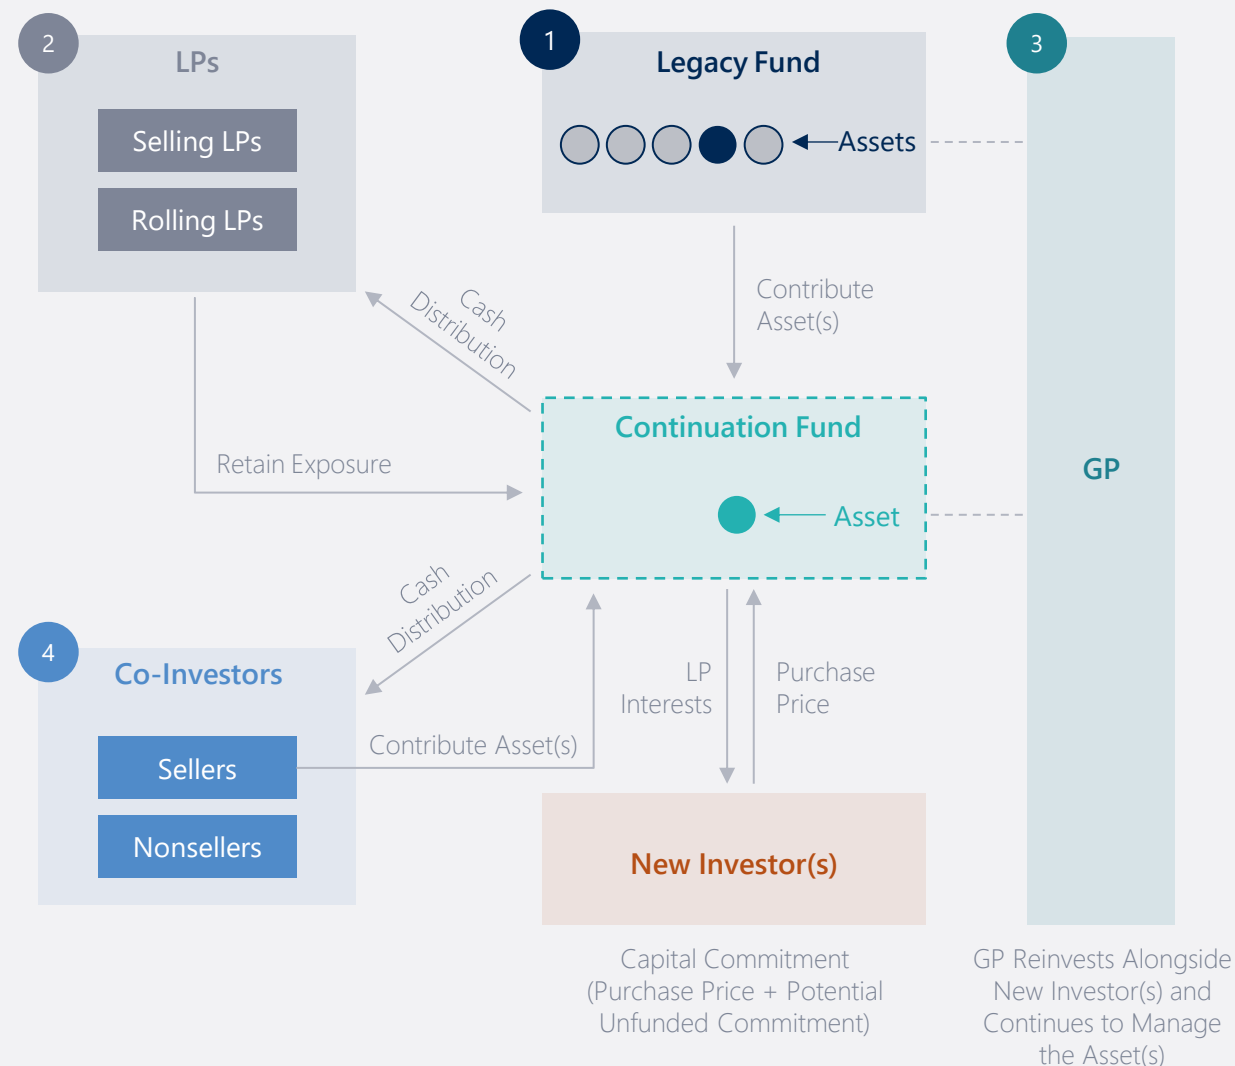 2
LPs
Selling LPs
Rolling LPs
1
Legacy Fund
Assets
3
GP
Contribute
Asset(s)
Cash
Distribution
Retain Exposure
Continuation Fund
Asset
Cash
Distribution
4
Co-Investors
Sellers
Nonsellers
Contribute Asset(s)
LP
Interests
Purchase
Price
New Investor(s)
Capital Commitment
(Purchase Price + Potential
Unfunded Commitment)
GP Reinvests Alongside
New Investor(s) and
Continues to Manage
the Asset(s)